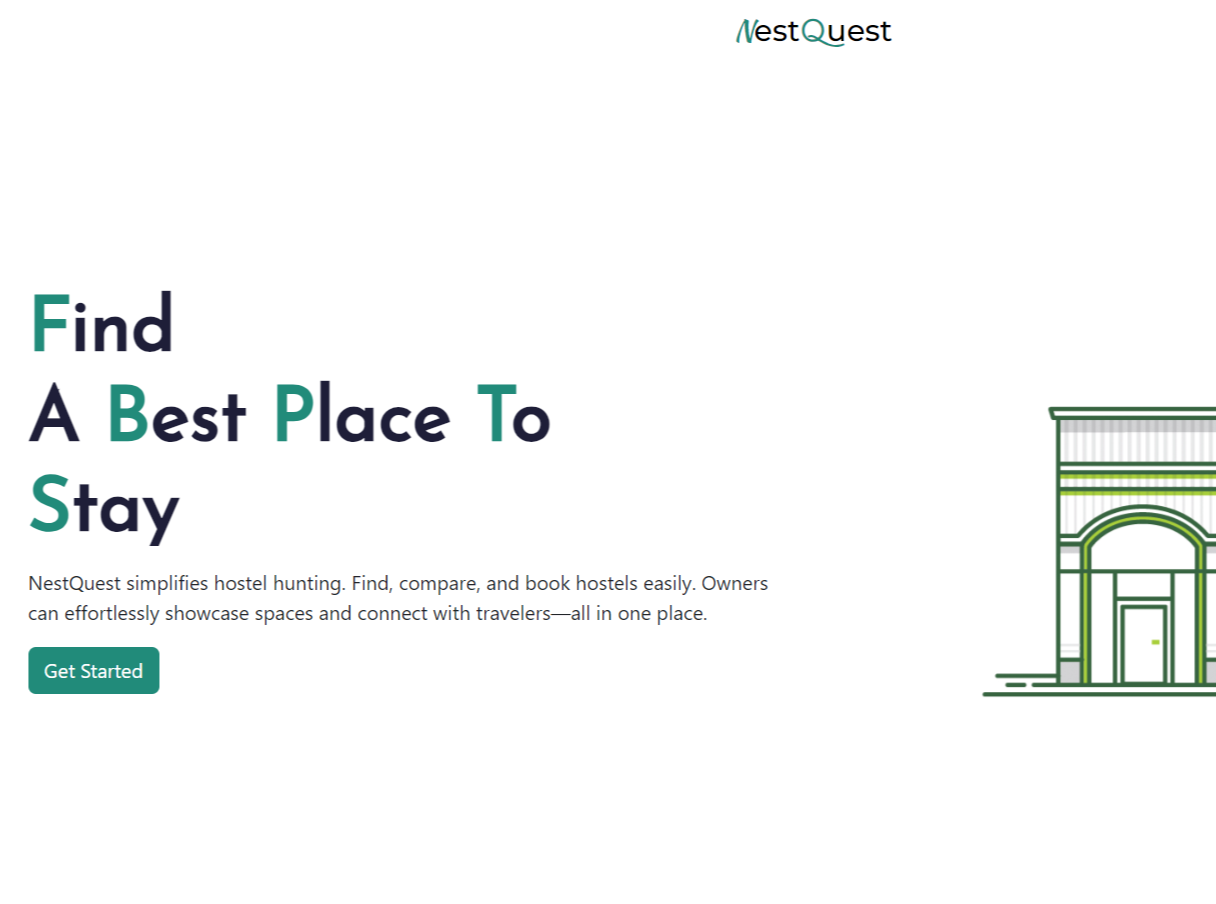 NestQuest
Find
A Best Place To
Stay
NestQuest simplifies hostel hunting. Find, compare, and book hostels easily. Owners
can effortlessly showcase spaces and connect with travelers—all in one place.
Get Started